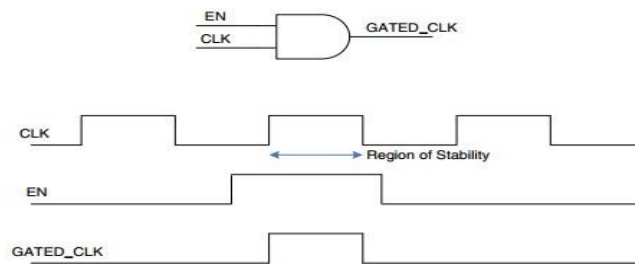 EN
CLK
GATED_CLK
CLK
Region of Stability
EN
GATED_CLK